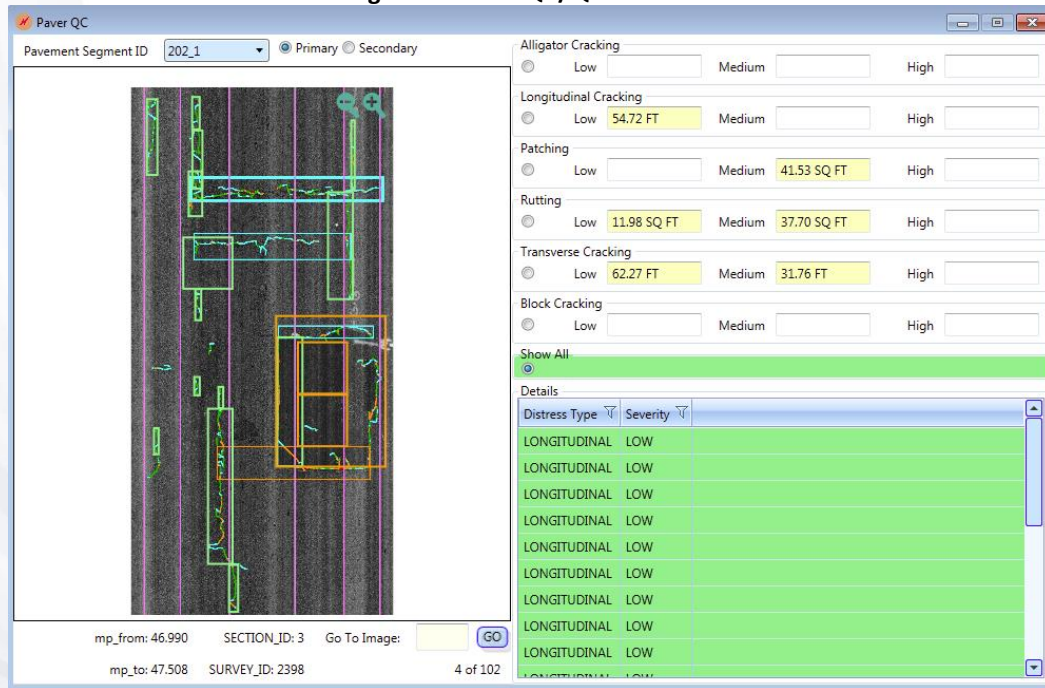 Paver QC
Pavement Segment ID 202_1 Primary Secondary
Alligator Cracking
Low Medium High
Longitudinal Cracking
Low 54.72 FT Medium High
Patching
Low Medium 41.53 SQ FT High
Rutting
Low 11.98 SQ FT Medium 37.70 SQ FT High
Transverse Cracking
Low 62.27 FT Medium 31.76 FT High
Block Cracking
Low Medium High
Show All
Details
Distress Type Severity
LONGITUDINAL LOW
LONGITUDINAL LOW
LONGITUDINAL LOW
LONGITUDINAL LOW
LONGITUDINAL LOW
LONGITUDINAL LOW
LONGITUDINAL LOW
LONGITUDINAL LOW
LONGITUDINAL LOW
LONGITUDINAL LOW
mp_from: 46.990 SECTION_ID: 3 Go To Image: GO
mp_to: 47.508 SURVEY_ID: 2398 4 of 102